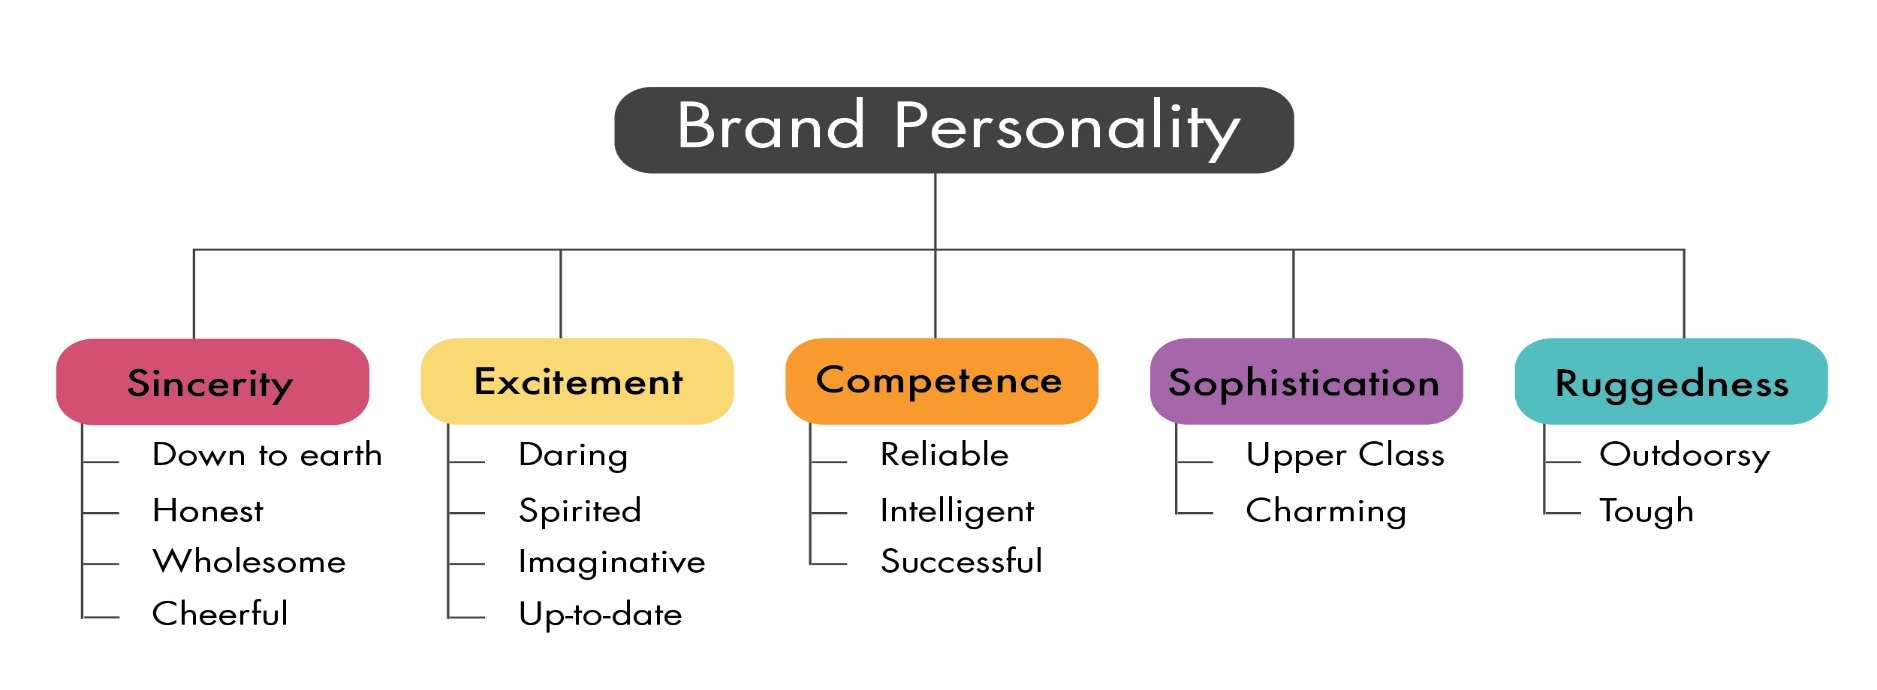 Brand Personality
Sincerity
Down to earth
Honest
Wholesome
Cheerful
Excitement
Daring
Spirited
Imaginative
Up-to-date
Competence
Reliable
Intelligent
Successful
Sophistication
Upper Class
Charming
Ruggedness
Outdoorsy
Tough